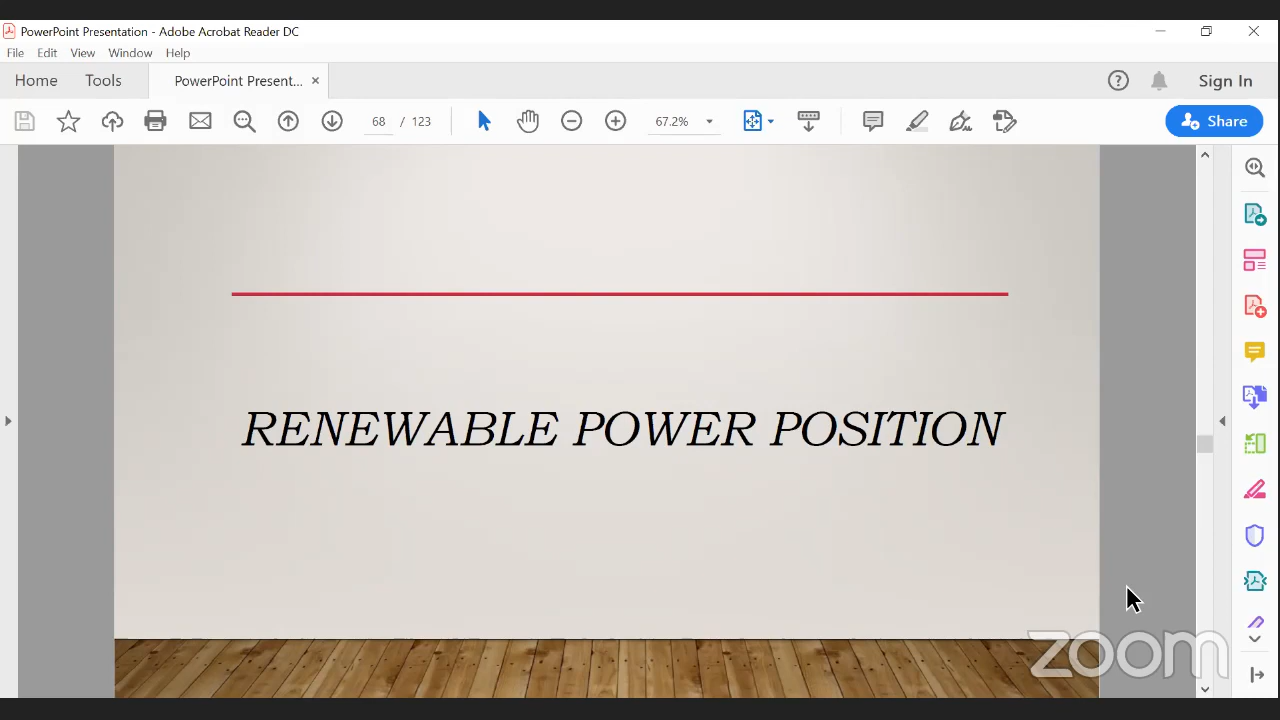 PowerPoint Presentation - Adobe Acrobat Reader DC
File Edit View Window Help
Home Tools PowerPoint Present... × Sign In
68 / 123 67.2% Share
RENEWABLE POWER POSITION
zoom